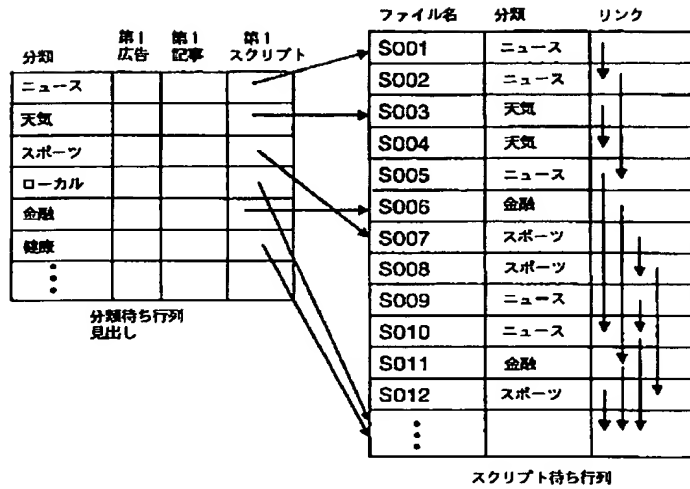 分類
第1
広告
第1
記事
第1
スクリプト
ニュース
天気
スポーツ
ローカル
金融
健康
分類待ち行列
見出し
ファイル名 分類 リンク
S001 ニュース
S002 ニュース
S003 天気
S004 天気
S005 ニュース
S006 金融
S007 スポーツ
S008 スポーツ
S009 ニュース
S010 ニュース
S011 金融
S012 スポーツ
スクリプト待ち行列